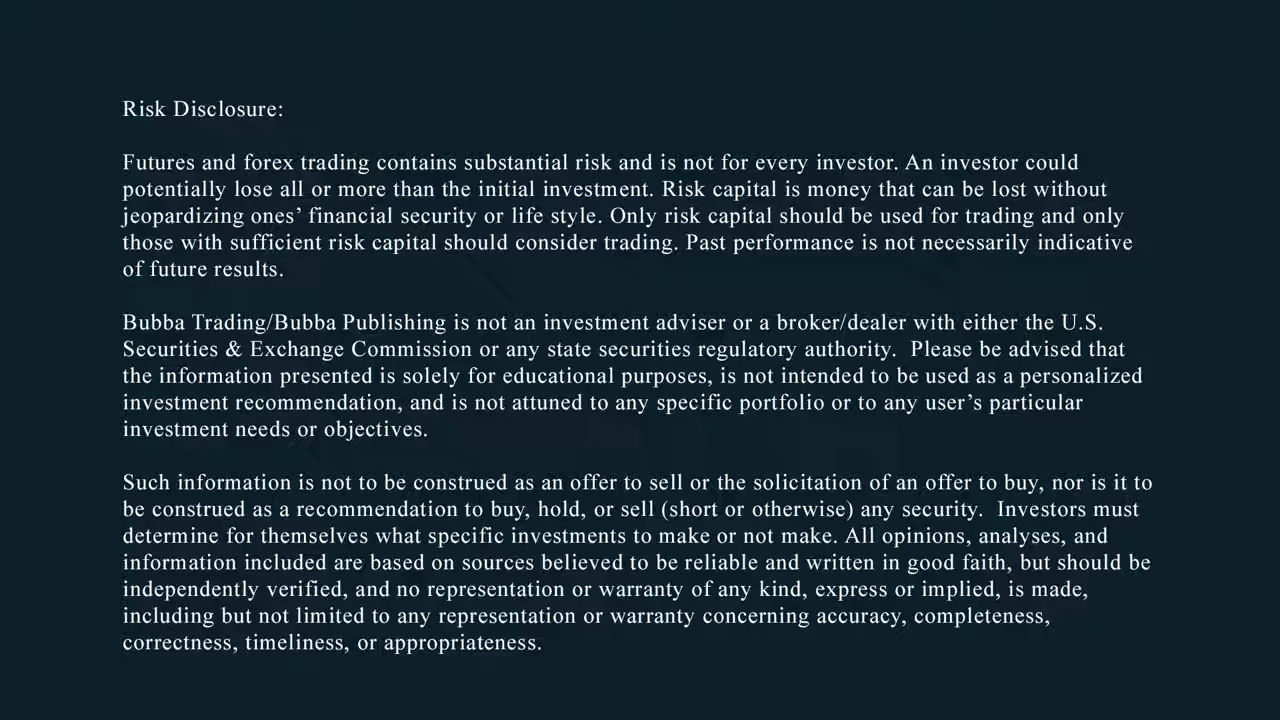 Risk Disclosure:
Futures and forex trading contains substantial risk and is not for every investor. An investor could
potentially lose all or more than the initial investment. Risk capital is money that can be lost without
jeopardizing ones’ financial security or life style. Only risk capital should be used for trading and only
those with sufficient risk capital should consider trading. Past performance is not necessarily indicative
of future results.
Bubba Trading/Bubba Publishing is not an investment adviser or a broker/dealer with either the U.S.
Securities & Exchange Commission or any state securities regulatory authority.  Please be advised that
the information presented is solely for educational purposes, is not intended to be used as a personalized
investment recommendation, and is not attuned to any specific portfolio or to any user’s particular
investment needs or objectives.
Such information is not to be construed as an offer to sell or the solicitation of an offer to buy, nor is it to
be construed as a recommendation to buy, hold, or sell (short or otherwise) any security.  Investors must
determine for themselves what specific investments to make or not make. All opinions, analyses, and
information included are based on sources believed to be reliable and written in good faith, but should be
independently verified, and no representation or warranty of any kind, express or implied, is made,
including but not limited to any representation or warranty concerning accuracy, completeness,
correctness, timeliness, or appropriateness.